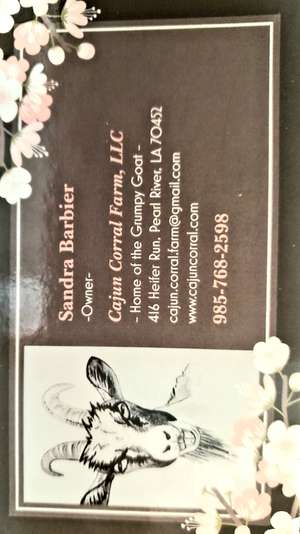 Sandra Barbier
-Owner-
Cajun Corral Farm, LLC
- Home of the Grumpy Goat -
416 Heifer Run, Pearl River, LA 70452
cajun.corral.farm@gmail.com
www.cajuncorral.com
985-768-2598